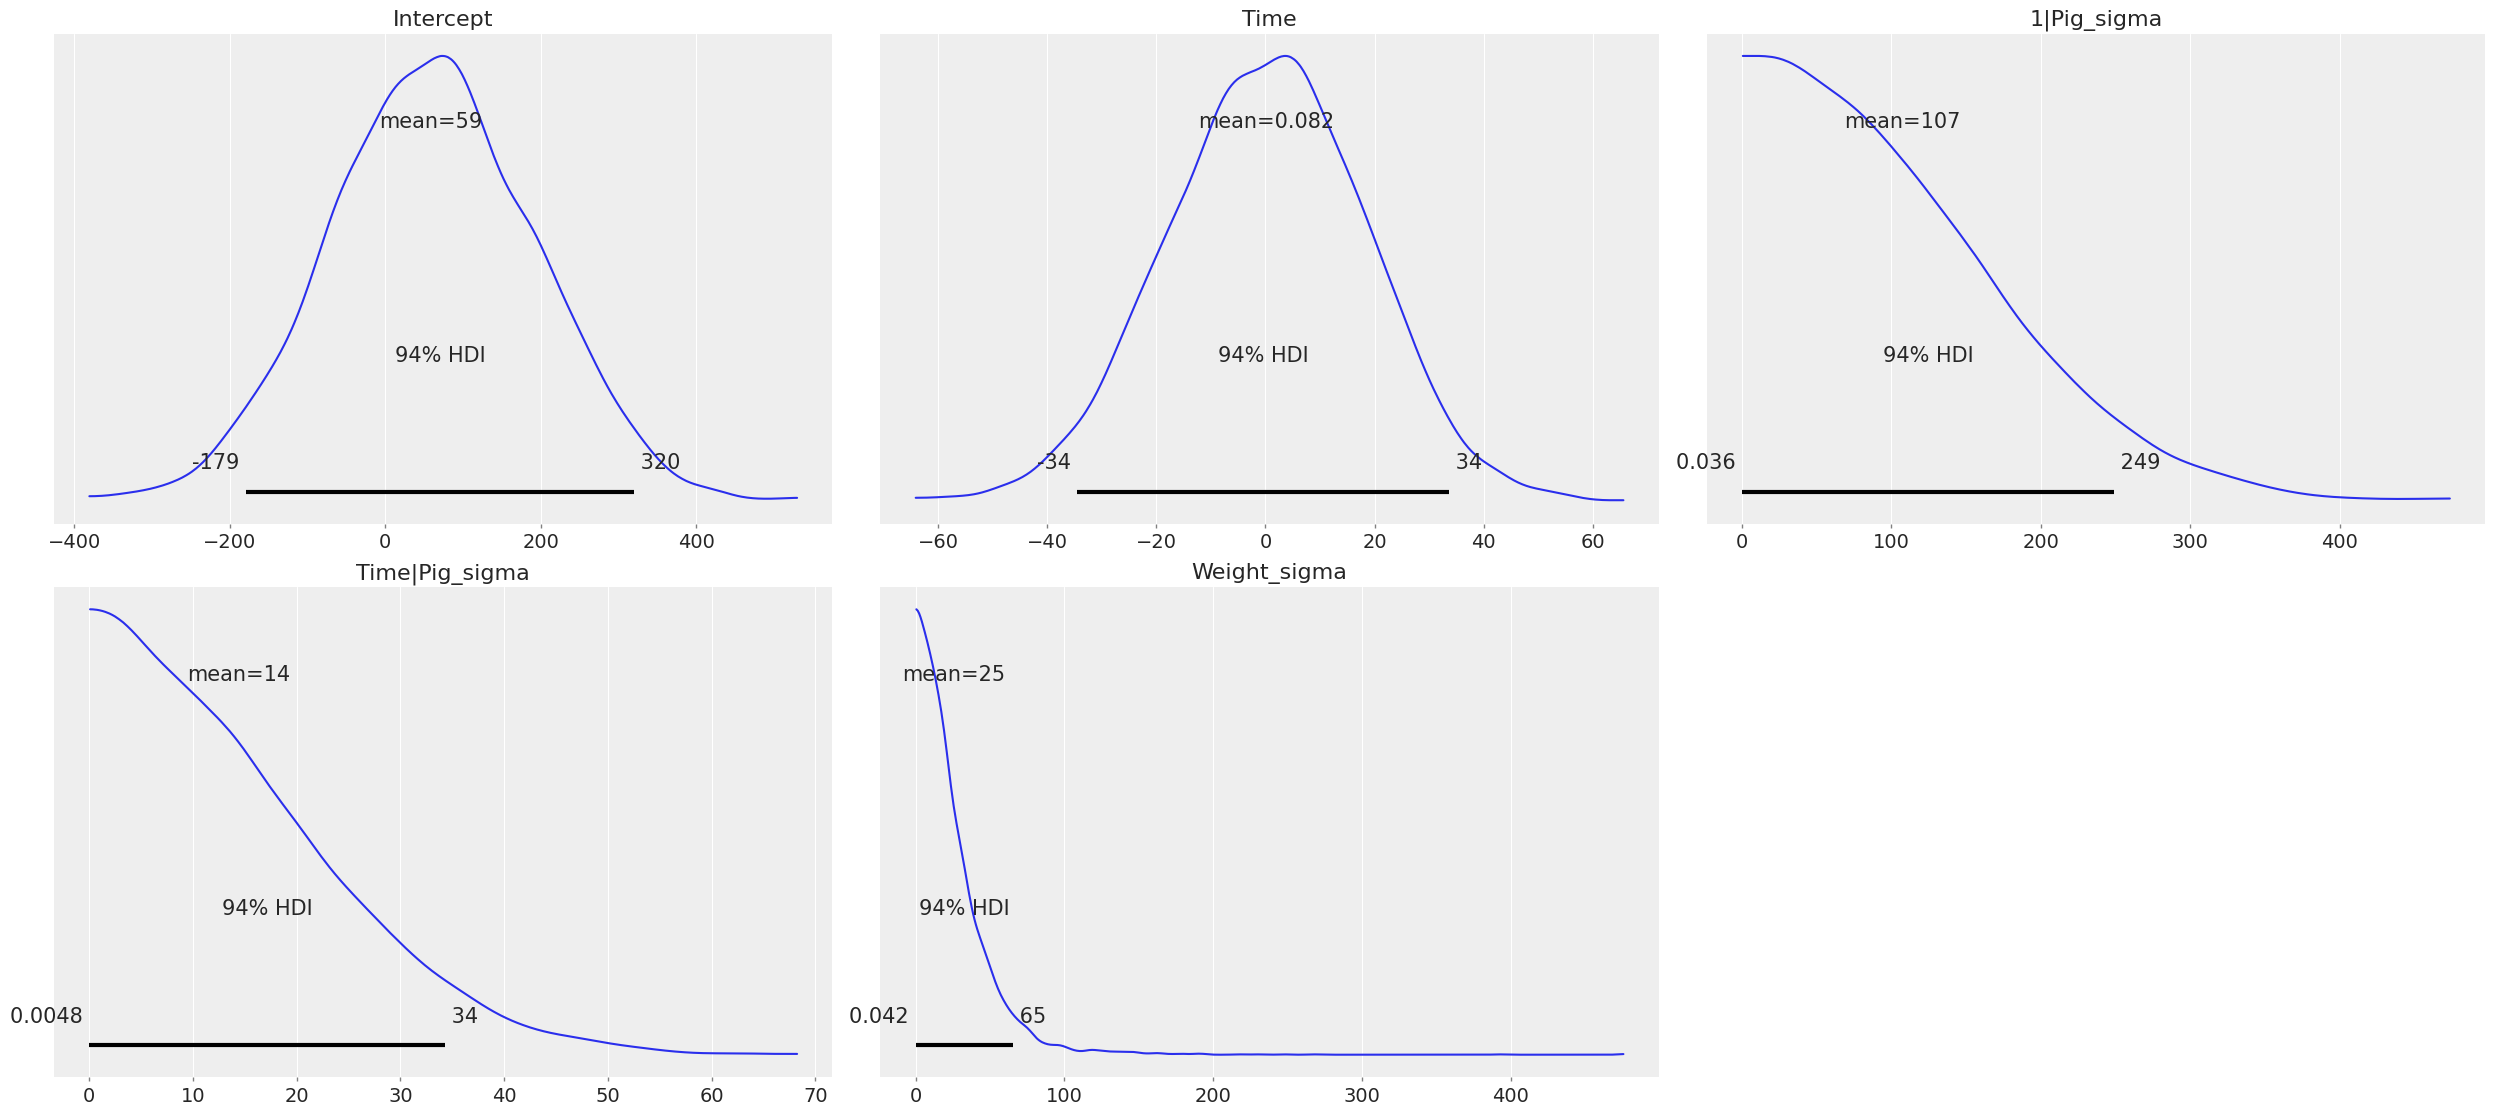 Intercept
mean=59
94% HDI
-179 320
−400 −200 0 200 400
Time
mean=0.082
94% HDI
-34 34
−60 −40 −20 0 20 40 60
1|Pig_sigma
mean=107
94% HDI
0.036 249
0 100 200 300 400
Time|Pig_sigma
mean=14
94% HDI
0.0048 34
0 10 20 30 40 50 60 70
Weight_sigma
mean=25
94% HDI
0.042 65
0 100 200 300 400